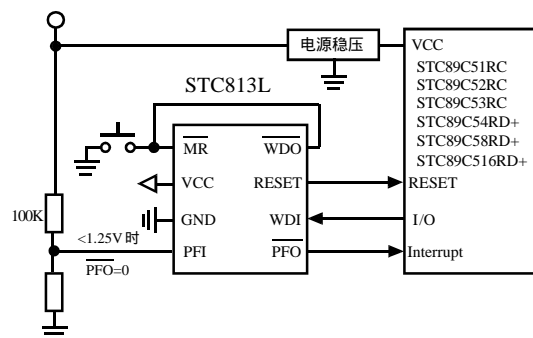 电源稳压
VCC
STC89C51RC
STC89C52RC
STC89C53RC
STC89C54RD+
STC89C58RD+
STC89C516RD+
RESET
I/O
Interrupt
STC813L
MR
WDO
VCC
RESET
GND
WDI
PFI
PFO
100K
<1.25V 时
PFO=0